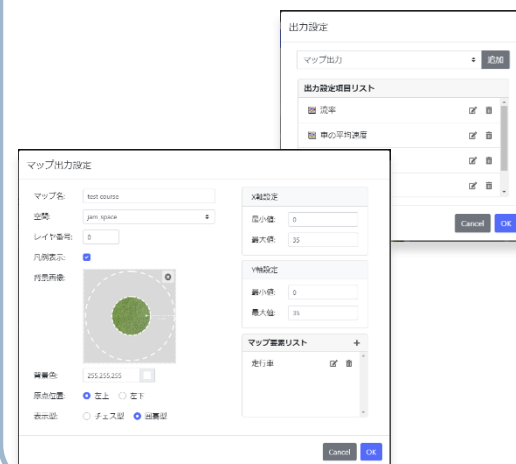 出力設定
マップ出力 追加
出力設定項目リスト
流率
車の平均速度
Cancel OK
マップ出力設定
マップ名: test course
空間: jam_space
レイヤ番号: 0
凡例表示:
背景画像:
背景色: 255.255.255
原点位置: 左上 左下
表示型: チェス型 囲碁型
X軸設定
最小値: 0
最大値: 35
Y軸設定
最小値: 0
最大値: 35
マップ要素リスト +
走行車
Cancel OK